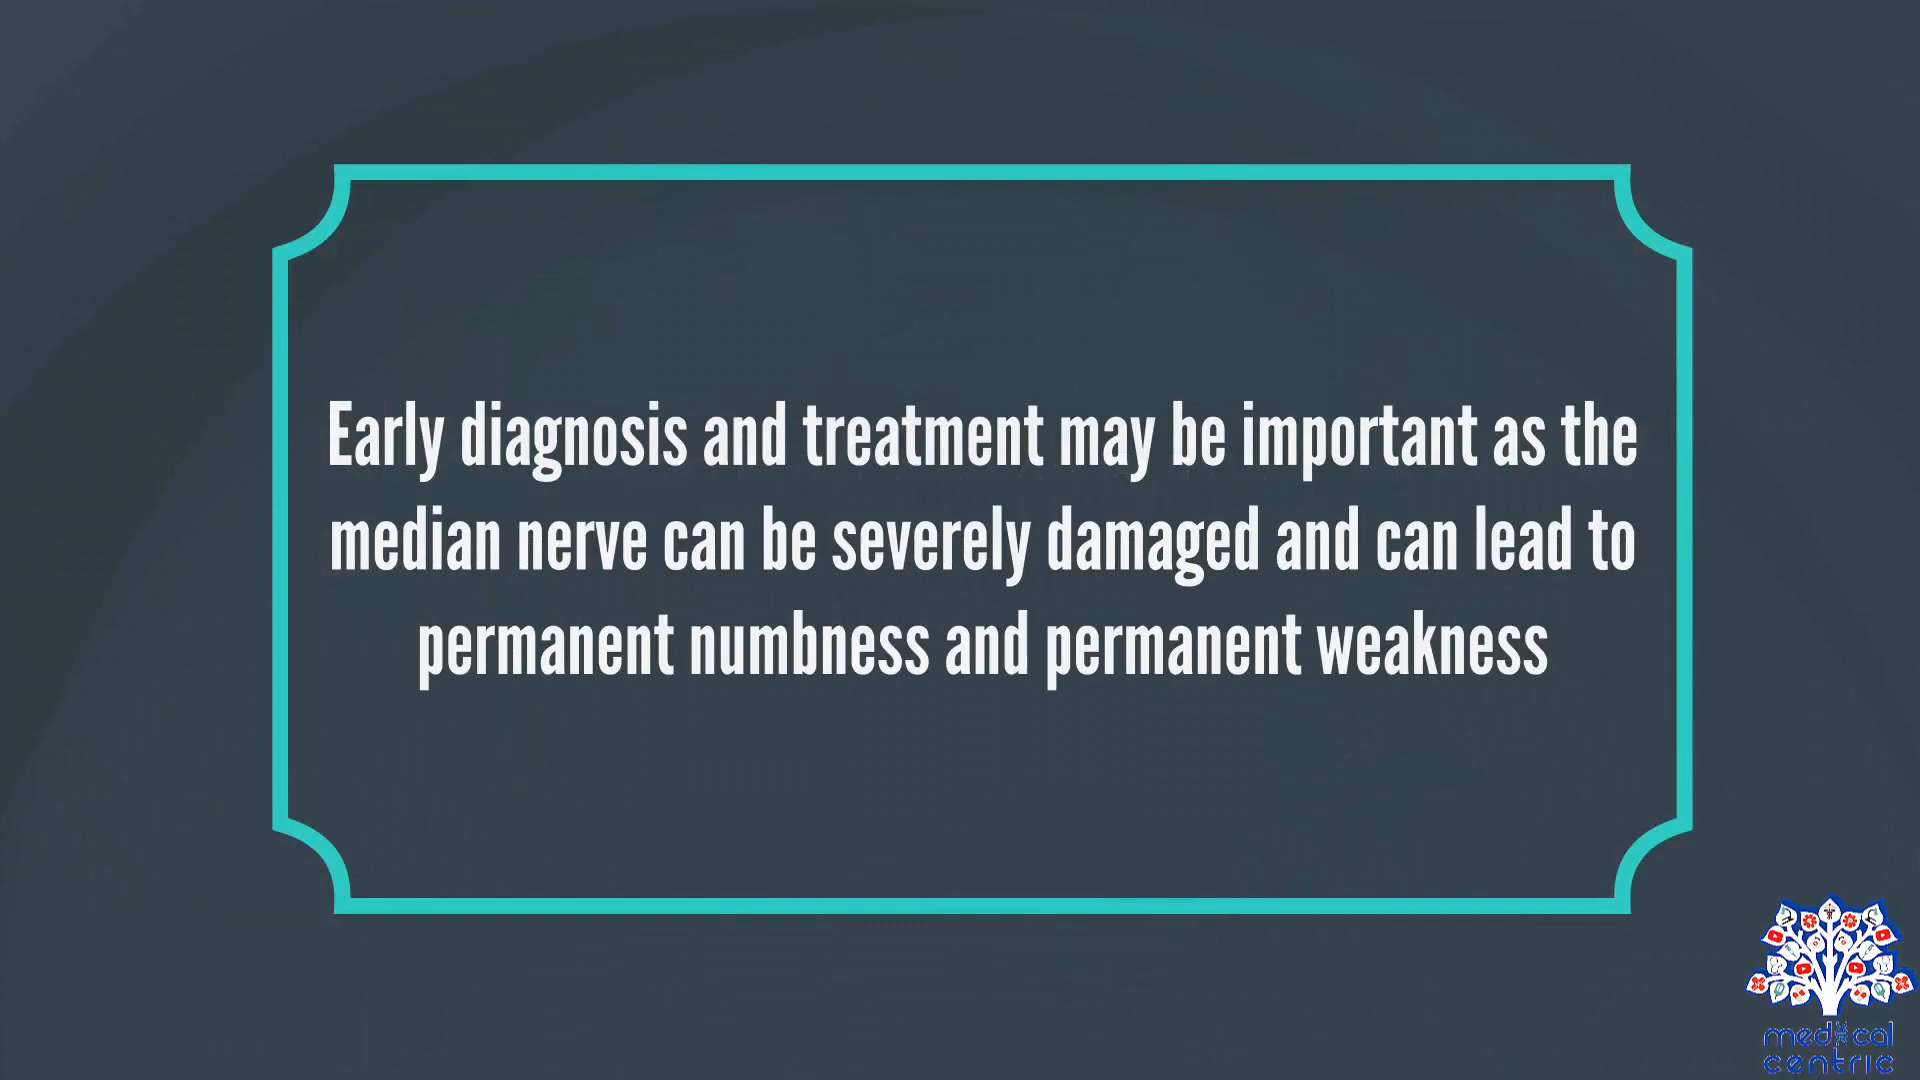 Early diagnosis and treatment may be important as the
median nerve can be severely damaged and can lead to
permanent numbness and permanent weakness
medical
centric